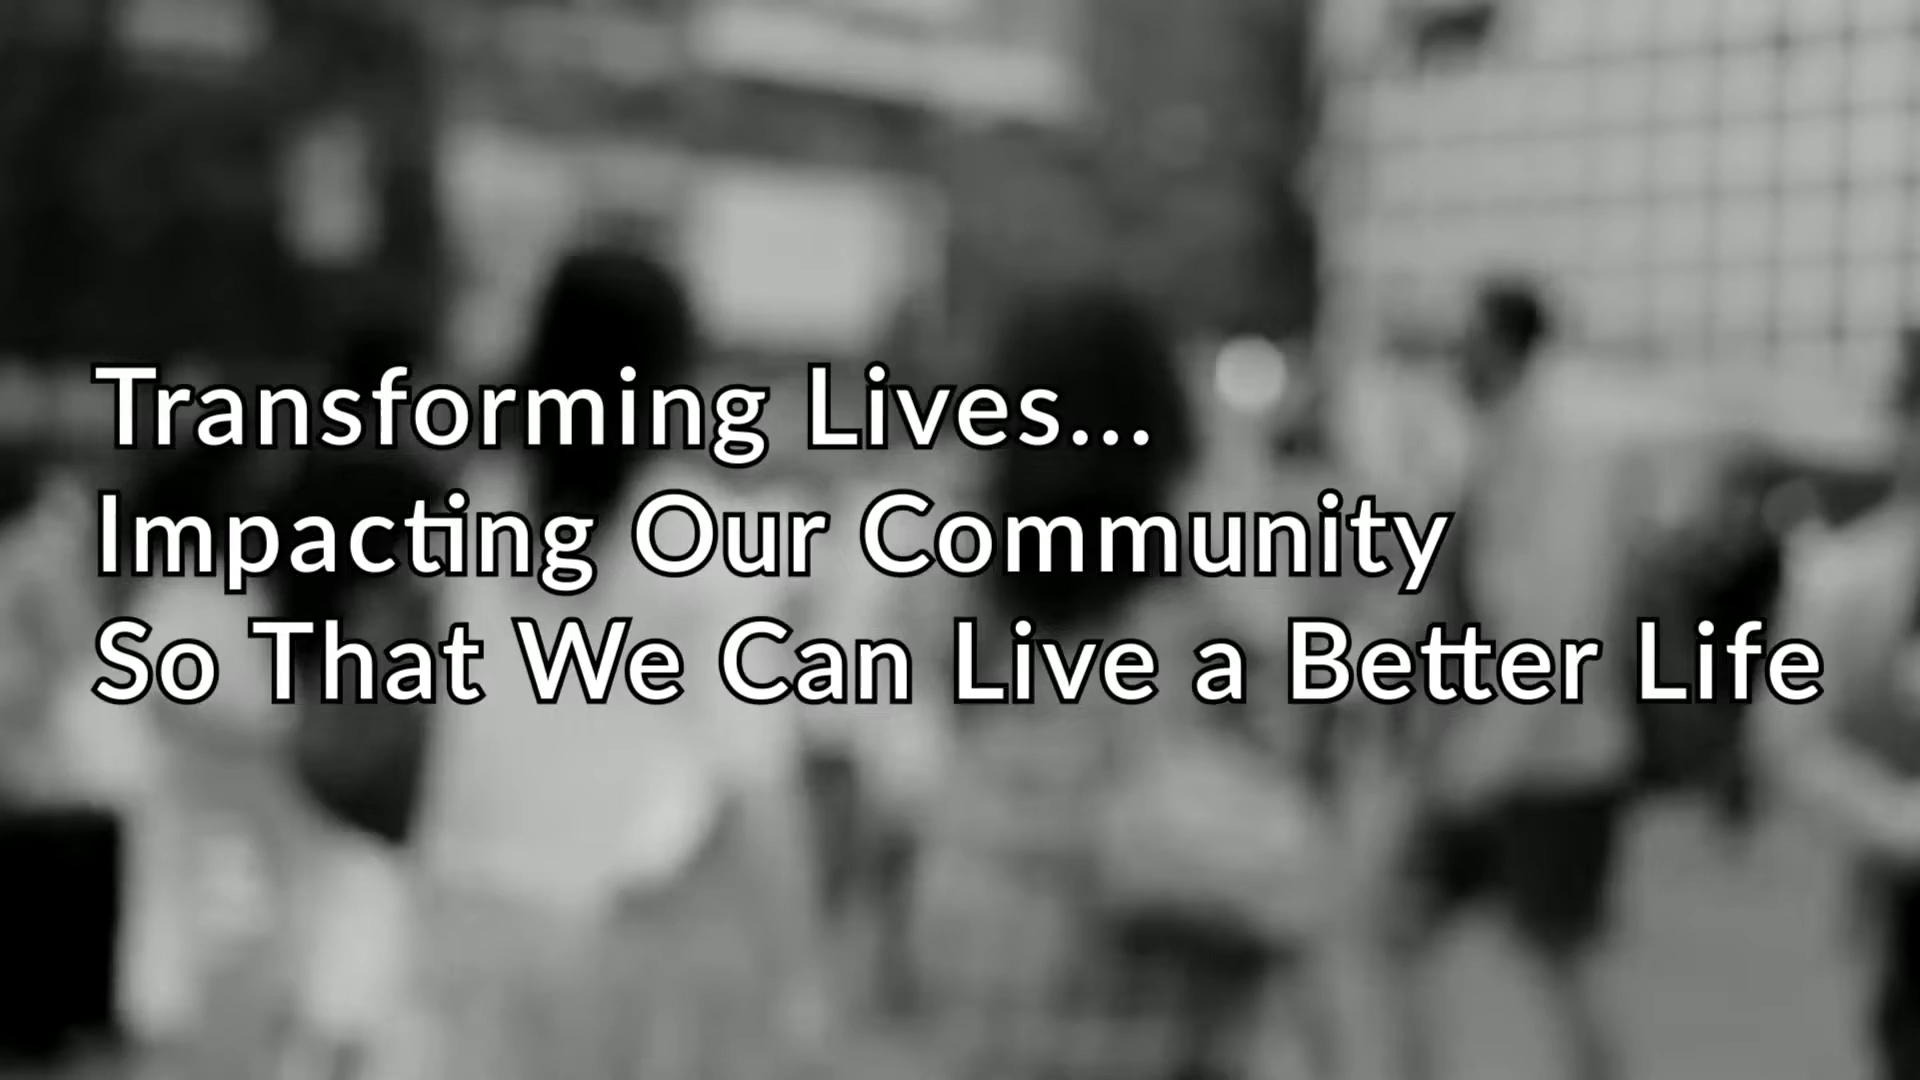 Transforming Lives...
Impacting Our Community
So That We Can Live a Better Life